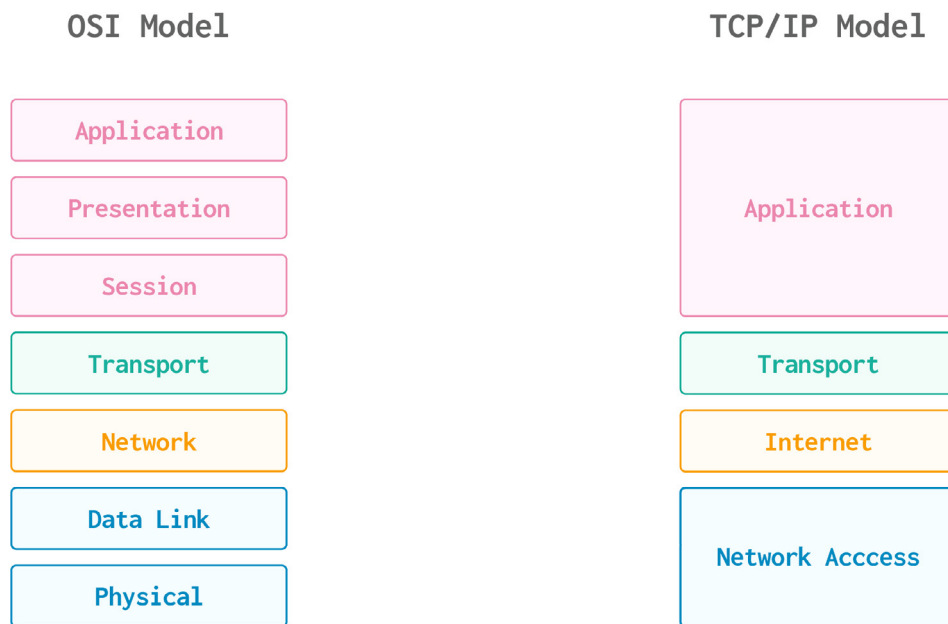 OSI Model
Application
Presentation
Session
Transport
Network
Data Link
Physical
TCP/IP Model
Application
Transport
Internet
Network Acccess